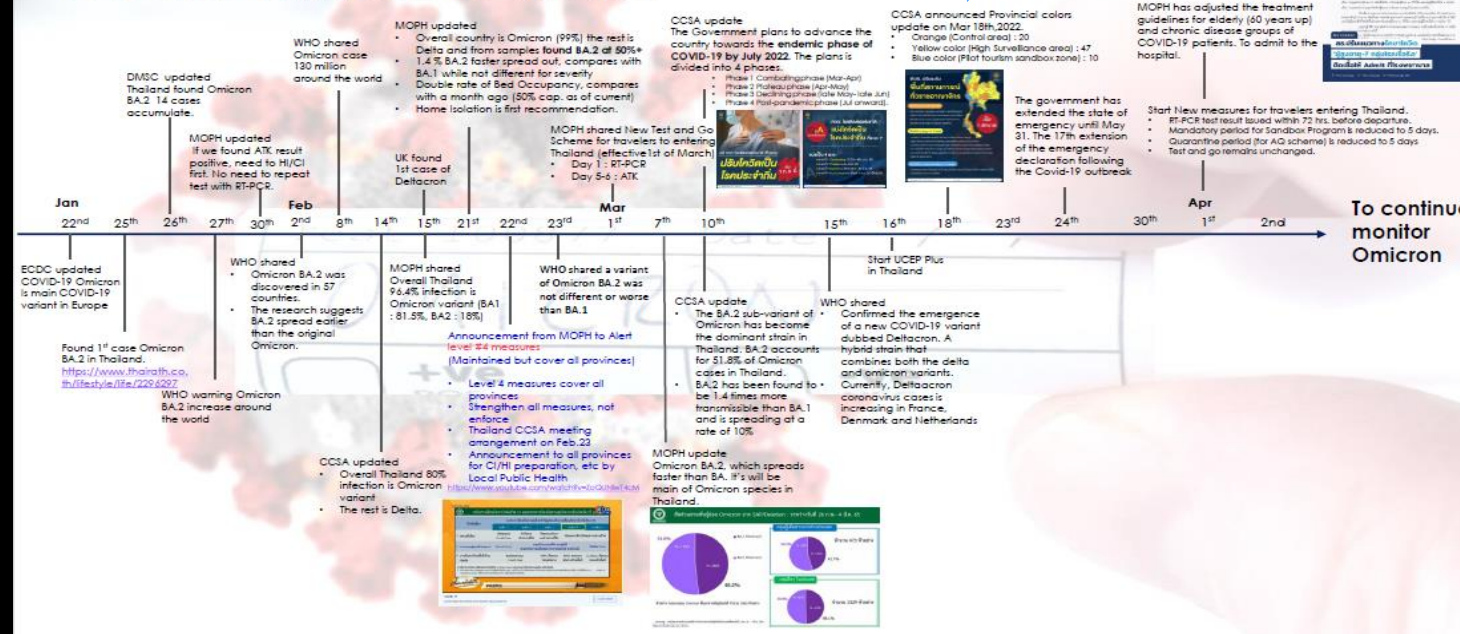 MOPH updated
• Overall country is Omicron (99%) the rest is
Delta and from samples found BA.2 at 50%+
• 1.4 % BA.2 faster spread out, compares with
BA.1 while not different for severity
• Double rate of Bed Occupancy, compares
with a month ago (50% cap. as of current)
• Home Isolation is first recommendation.
WHO shared
Omicron case
130 million
around the world
DMSC updated
Thailand found Omicron
BA.2 14 cases
accumulate.
MOPH updated
If we found ATK result
positive, need to HI/CI
first. No need to repeat
test with RT-PCR.
UK found
1st case of
Deltacron
MOPH shared New Test and Go
Scheme for travelers to entering
Thailand (effective 1st of March)
• Day 1 : RT-PCR
• Day 5-6 : ATK
CCSA update
The Government plans to advance the
country towards the endemic phase of
COVID-19 by July 2022. The plans is
divided into 4 phases.
• Phase 1 Combating phase (Mar-Apr)
• Phase 2 Plateau phase (Apr-May)
• Phase 3 Declining phase (late May- late Jun)
• Phase 4 Post-pandemic phase (Jul onward).
ปรับโควิดเป็น
โรคประจำถิ่น
CCSA announced Provincial colors
update on Mar 18th,2022.
• Orange (Control area) : 20
• Yellow color (High Surveillance area) : 47
• Blue color (Pilot tourism sandbox zone) : 10
The government has
extended the state of
emergency until May
31. The 17th extension
of the emergency
declaration following
the Covid-19 outbreak
MOPH has adjusted the treatment
guidelines for elderly (60 years up)
and chronic disease groups of
COVID-19 patients. To admit to the
hospital.
Start New measures for travelers entering Thailand.
• RT-PCR test result issued within 72 hrs. before departure.
• Mandatory period for Sandbox Program is reduced to 5 days.
• Quarantine period (for AQ scheme) is reduced to 5 days
• Test and go remains unchanged.
Jan
Feb
Mar
Apr
22nd 25th 26th 27th 30th 2nd 8th 14th 15th 21st 22nd 23rd 1st 7th 10th 15th 16th 18th 23rd 24th 30th 1st 2nd
To continue
monitor
Omicron
ECDC updated
COVID-19 Omicron
is main COVID-19
variant in Europe
Found 1st case Omicron
BA.2 in Thailand.
https://www.thairath.co.
th/lifestyle/life/2296297
WHO warning Omicron
BA.2 increase around
the world
WHO shared
• Omicron BA.2 was
discovered in 57
countries.
• The research suggests
BA.2 spread earlier
than the original
Omicron.
CCSA updated
• Overall Thailand 80%
infection is Omicron
variant
• The rest is Delta.
MOPH shared
Overall Thailand
96.4% infection is
Omicron variant (BA1
: 81.5%, BA2 : 18%)
Announcement from MOPH to Alert
level #4 measures
(Maintained but cover all provinces)
• Level 4 measures cover all
provinces
• Strengthen all measures, not
enforce
• Thailand CCSA meeting
arrangement on Feb.23
• Announcement to all provinces
for CI/HI preparation, etc by
Local Public Health
WHO shared a variant
of Omicron BA.2 was
not different or worse
than BA.1
MOPH update
Omicron BA.2, which spreads
faster than BA. It's will be
main of Omicron species in
Thailand.
CCSA update
• The BA.2 sub-variant of
Omicron has become
the dominant strain in
Thailand. BA.2 accounts
for 51.8% of Omicron
cases in Thailand.
• BA.2 has been found to
be 1.4 times more
transmissible than BA.1
and is spreading at a
rate of 10%
WHO shared
• Confirmed the emergence
of a new COVID-19 variant
dubbed Deltacron. A
hybrid strain that
combines both the delta
and omicron variants.
• Currently, Deltaacron
coronavirus cases is
increasing in France,
Denmark and Netherlands
Start UCEP Plus
in Thailand